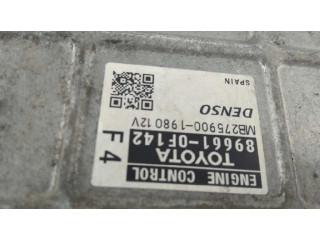 ENGINE CONTROL
TOYOTA
89661-0F142
F4
MB275900-1980 12V
DENSO
SPAIN